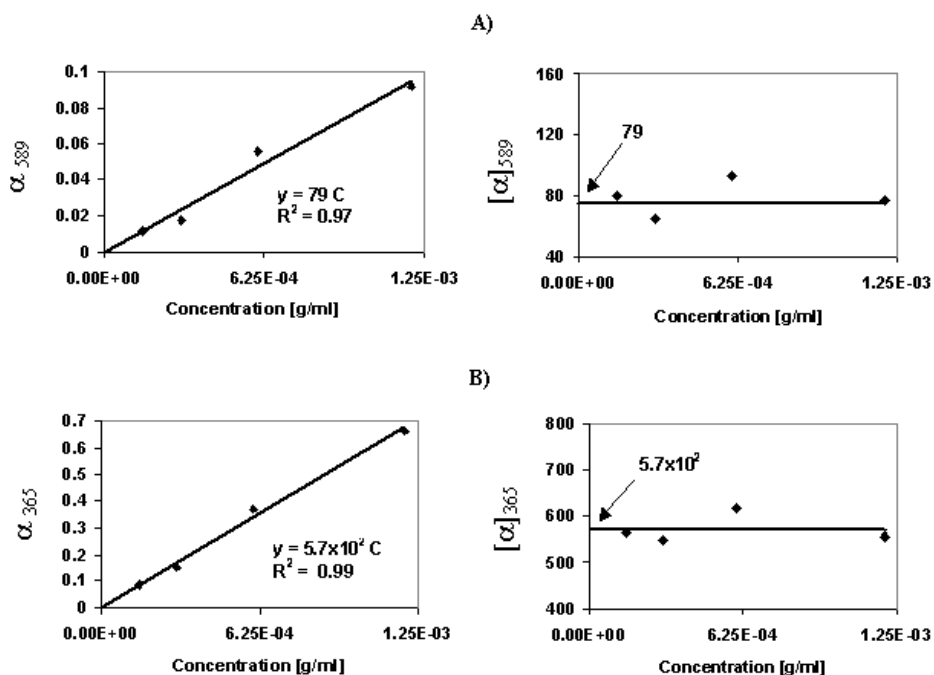 A)
0.1
0.08
0.06
0.04
0.02
0
α 589
y = 79 C
R² = 0.97
0.00E+00 6.25E-04 1.25E-03
Concentration [g/ml]
160
120
80
40
[α]589
79
0.00E+00 6.25E-04 1.25E-03
Concentration [g/ml]
B)
0.7
0.6
0.5
0.4
0.3
0.2
0.1
0
α 365
y = 5.7x10² C
R² = 0.99
0.00E+00 6.25E-04 1.25E-03
Concentration [g/ml]
800
700
600
500
400
[α]365
5.7x10²
0.00E+00 6.25E-04 1.25E-03
Concentration [g/ml]